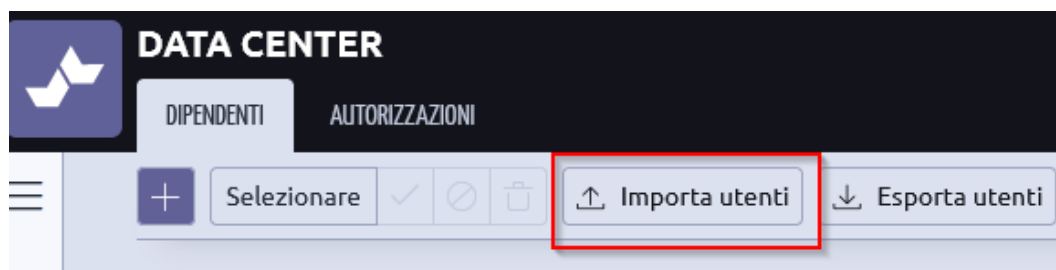 DATA CENTER
DIPENDENTI AUTORIZZAZIONI
Selezionare Importa utenti Esporta utenti